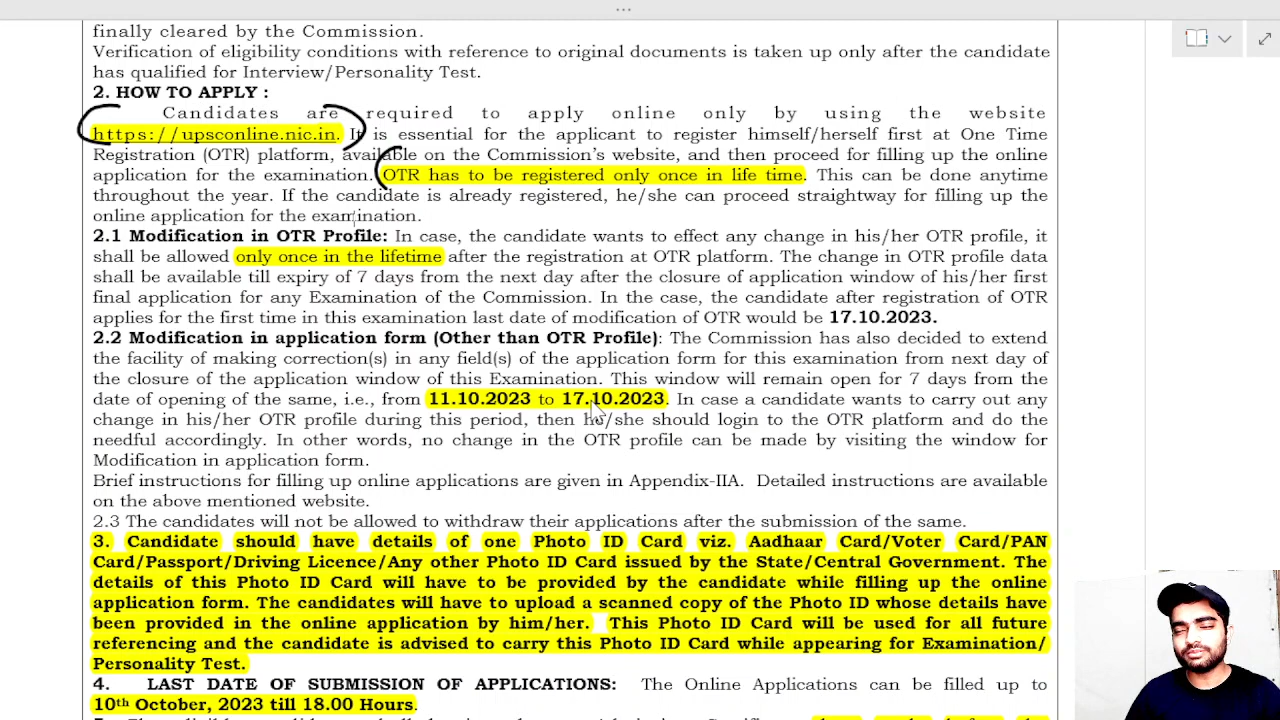 finally cleared by the Commission.
Verification of eligibility conditions with reference to original documents is taken up only after the candidate
has qualified for Interview/Personality Test.
2. HOW TO APPLY :
Candidates are required to apply online only by using the website
https://upsconline.nic.in. It is essential for the applicant to register himself/herself first at One Time
Registration (OTR) platform, available on the Commission's website, and then proceed for filling up the online
application for the examination. OTR has to be registered only once in life time. This can be done anytime
throughout the year. If the candidate is already registered, he/she can proceed straightway for filling up the
online application for the examination.
2.1 Modification in OTR Profile: In case, the candidate wants to effect any change in his/her OTR profile, it
shall be allowed only once in the lifetime after the registration at OTR platform. The change in OTR profile data
shall be available till expiry of 7 days from the next day after the closure of application window of his/her first
final application for any Examination of the Commission. In the case, the candidate after registration of OTR
applies for the first time in this examination last date of modification of OTR would be 17.10.2023.
2.2 Modification in application form (Other than OTR Profile): The Commission has also decided to extend
the facility of making correction(s) in any field(s) of the application form for this examination from next day of
the closure of the application window of this Examination. This window will remain open for 7 days from the
date of opening of the same, i.e., from 11.10.2023 to 17.10.2023. In case a candidate wants to carry out any
change in his/her OTR profile during this period, then he/she should login to the OTR platform and do the
needful accordingly. In other words, no change in the OTR profile can be made by visiting the window for
Modification in application form.
Brief instructions for filling up online applications are given in Appendix-IIA. Detailed instructions are available
on the above mentioned website.
2.3 The candidates will not be allowed to withdraw their applications after the submission of the same.
3. Candidate should have details of one Photo ID Card viz. Aadhaar Card/Voter Card/PAN
Card/Passport/Driving Licence/Any other Photo ID Card issued by the State/Central Government. The
details of this Photo ID Card will have to be provided by the candidate while filling up the online
application form. The candidates will have to upload a scanned copy of the Photo ID whose details have
been provided in the online application by him/her. This Photo ID Card will be used for all future
referencing and the candidate is advised to carry this Photo ID Card while appearing for Examination/
Personality Test.
4. LAST DATE OF SUBMISSION OF APPLICATIONS: The Online Applications can be filled up to
10th October, 2023 till 18.00 Hours.